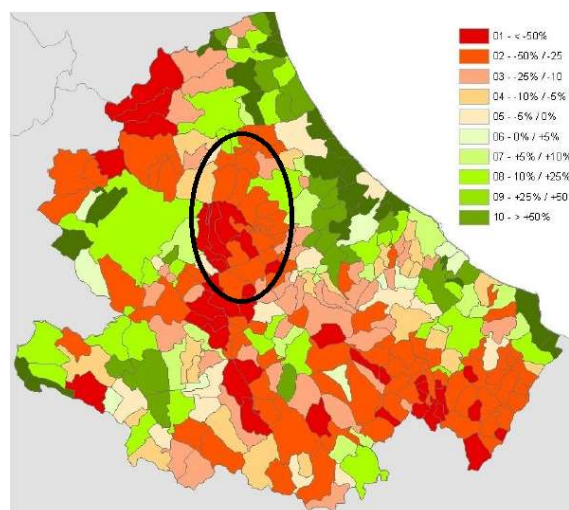 01 - < -50%
02 - -50% / -25
03 - -25% / -10
04 - -10% / -5%
05 - -5% / 0%
06 - 0% / +5%
07 - +5% / +10%
08 - +10% / +25%
09 - +25% / +50
10 - > +50%